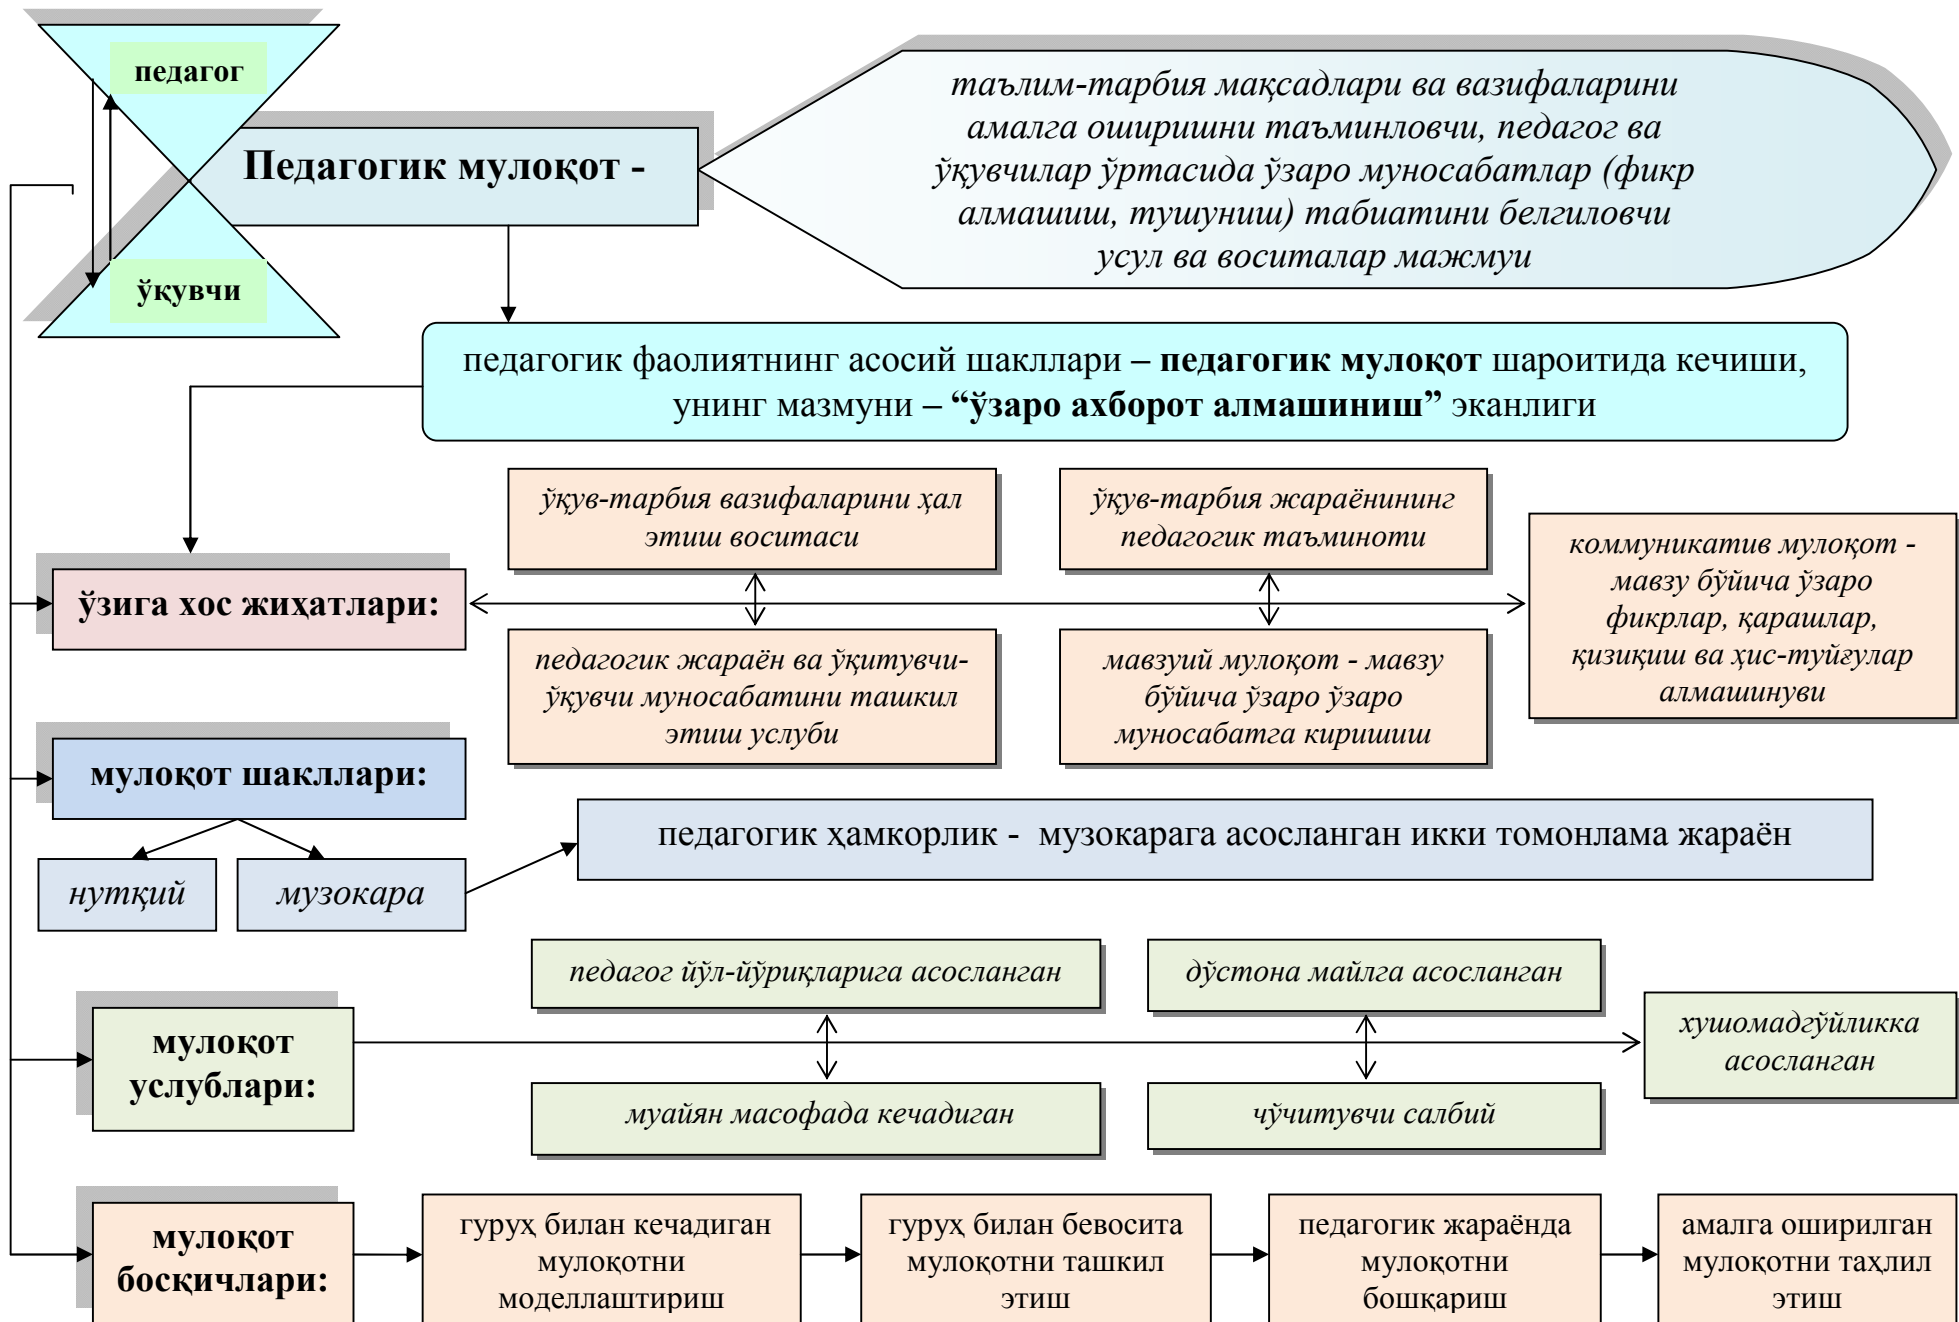 педагог
ўқувчи
Педагогик мулоқот -
таълим-тарбия мақсадлари ва вазифаларини
амалга оширишни таъминловчи, педагог ва
ўқувчилар ўртасида ўзаро муносабатлар (фикр
алмашиш, тушуниш) табиатини белгиловчи
усул ва воситалар мажмуи
педагогик фаолиятнинг асосий шакллари – педагогик мулоқот шароитида кечиши,
унинг мазмуни – “ўзаро ахборот алмашиниш” эканлиги
ўзига хос жиҳатлари:
ўқув-тарбия вазифаларини ҳал
этиш воситаси
ўқув-тарбия жараёнининг
педагогик таъминоти
педагогик жараён ва ўқитувчи-
ўқувчи муносабатини ташкил
этиш услуби
мавзуий мулоқот - мавзу
бўйича ўзаро ўзаро
муносабатга киришиш
коммуникатив мулоқот -
мавзу бўйича ўзаро
фикрлар, қарашлар,
қизиқиш ва ҳис-туйғулар
алмашинуви
мулоқот шакллари:
нутқий
музокара
педагогик ҳамкорлик -  музокарага асосланган икки томонлама жараён
мулоқот
услублари:
педагог йўл-йўриқларига асосланган
дўстона майлга асосланган
муайян масофада кечадиган
чўчитувчи салбий
хушомадгўйликка
асосланган
мулоқот
босқичлари:
гуруҳ билан кечадиган
мулоқотни
моделлаштириш
гуруҳ билан бевосита
мулоқотни ташкил
этиш
педагогик жараёнда
мулоқотни
бошқариш
амалга оширилган
мулоқотни таҳлил
этиш